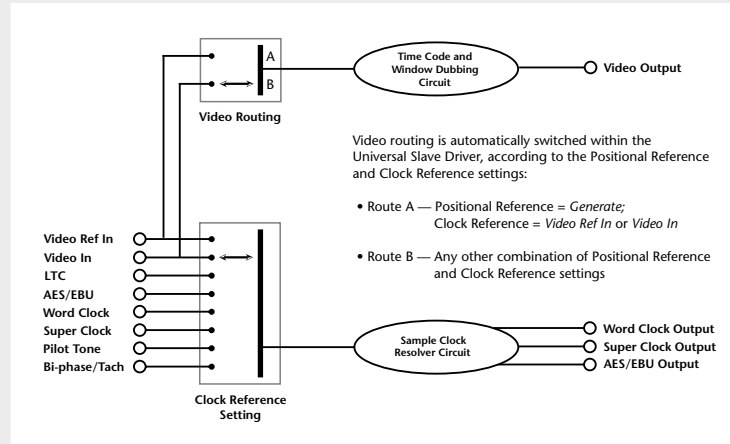 A
B
Video Routing
Time Code and
Window Dubbing
Circuit
Video Output
Video routing is automatically switched within the
Universal Slave Driver, according to the Positional Reference
and Clock Reference settings:
• Route A — Positional Reference = Generate;
Clock Reference = Video Ref In or Video In
• Route B — Any other combination of Positional Reference
and Clock Reference settings
Video Ref In
Video In
LTC
AES/EBU
Word Clock
Super Clock
Pilot Tone
Bi-phase/Tach
Clock Reference
Setting
Sample Clock
Resolver Circuit
Word Clock Output
Super Clock Output
AES/EBU Output